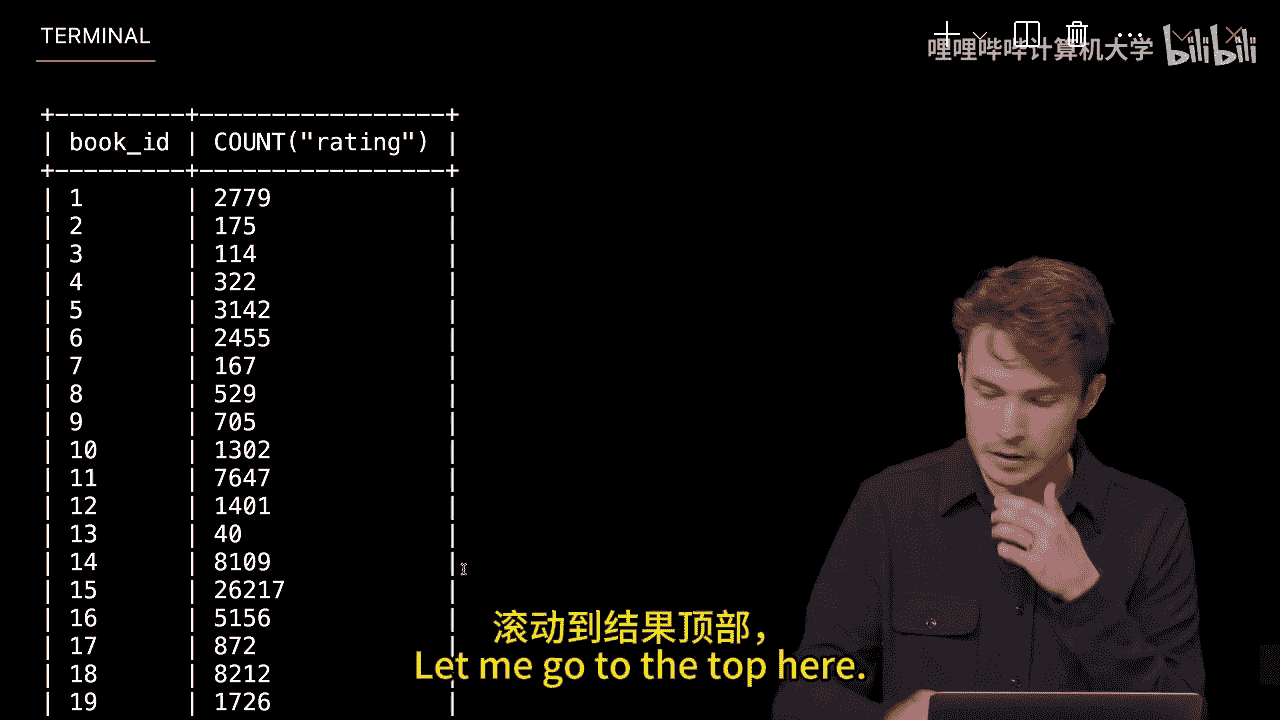 TERMINAL
哩哩哔哔计算机大学 bilibili
+---------+-----------------+
| book_id | COUNT("rating") |
+---------+-----------------+
| 1 | 2779 |
| 2 | 175 |
| 3 | 114 |
| 4 | 322 |
| 5 | 3142 |
| 6 | 2455 |
| 7 | 167 |
| 8 | 529 |
| 9 | 705 |
| 10 | 1302 |
| 11 | 7647 |
| 12 | 1401 |
| 13 | 40 |
| 14 | 8109 |
| 15 | 26217 |
| 16 | 5156 |
| 17 | 872 |
| 18 | 8212 |
| 19 | 1726 |
滚动到结果顶部，
Let me go to the top here.